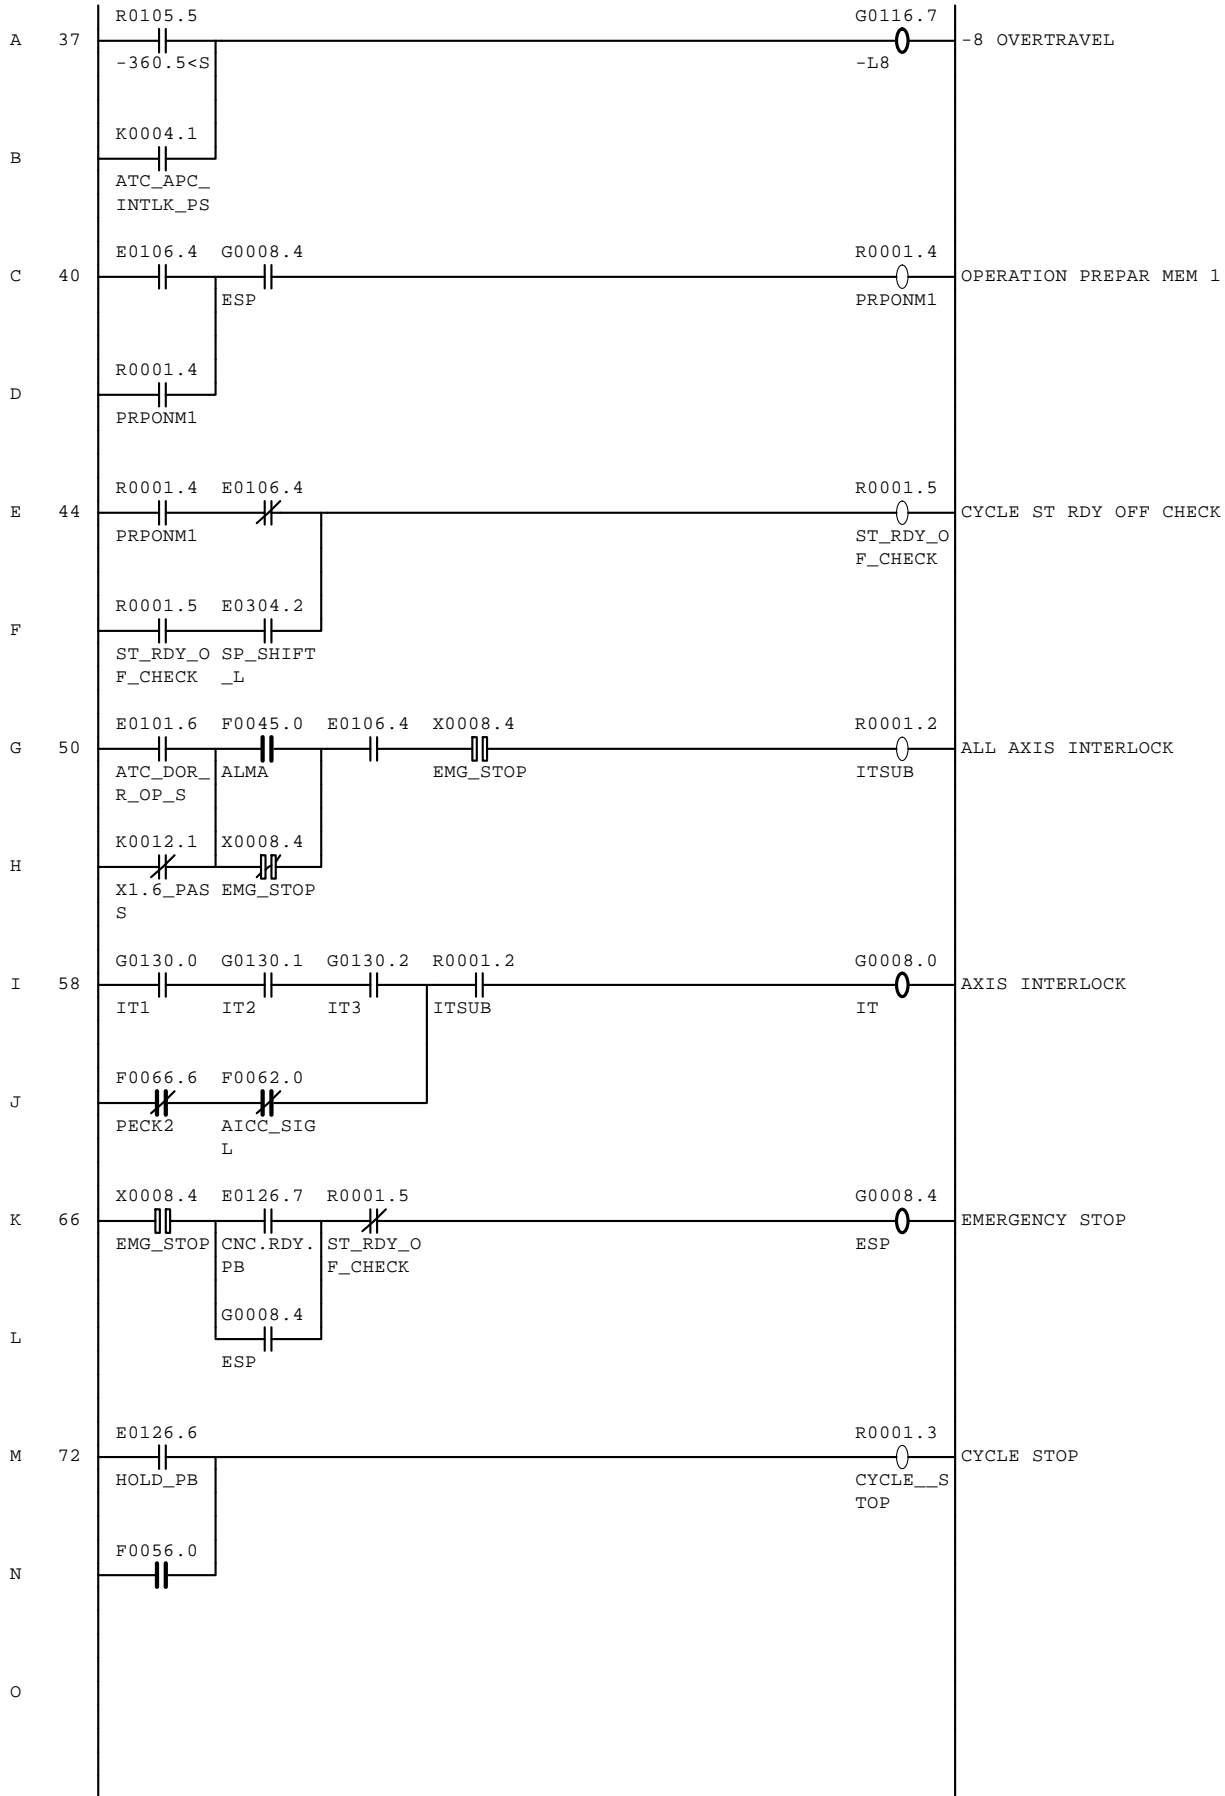 R0105.5 G0116.7
A 37 -8 OVERTRAVEL
-360.5<S -L8
K0004.1
B
ATC_APC_
INTLK_PS
E0106.4 G0008.4 R0001.4
C 40 OPERATION PREPAR MEM 1
ESP PRPONM1
R0001.4
D
PRPONM1
R0001.4 E0106.4 R0001.5
E 44 CYCLE ST RDY OFF CHECK
PRPONM1 ST_RDY_O
F_CHECK
R0001.5 E0304.2
F
ST_RDY_O SP_SHIFT
F_CHECK _L
E0101.6 F0045.0 E0106.4 X0008.4 R0001.2
G 50 ALL AXIS INTERLOCK
ATC_DOR_ ALMA EMG_STOP ITSUB
R_OP_S
K0012.1 X0008.4
H
X1.6_PAS EMG_STOP
S
G0130.0 G0130.1 G0130.2 R0001.2 G0008.0
I 58 AXIS INTERLOCK
IT1 IT2 IT3 ITSUB IT
F0066.6 F0062.0
J
PECK2 AICC_SIG
L
X0008.4 E0126.7 R0001.5 G0008.4
K 66 EMERGENCY STOP
EMG_STOP CNC.RDY. ST_RDY_O ESP
PB F_CHECK
G0008.4
L
ESP
E0126.6 R0001.3
M 72 CYCLE STOP
HOLD_PB CYCLE__S
TOP
F0056.0
N
O